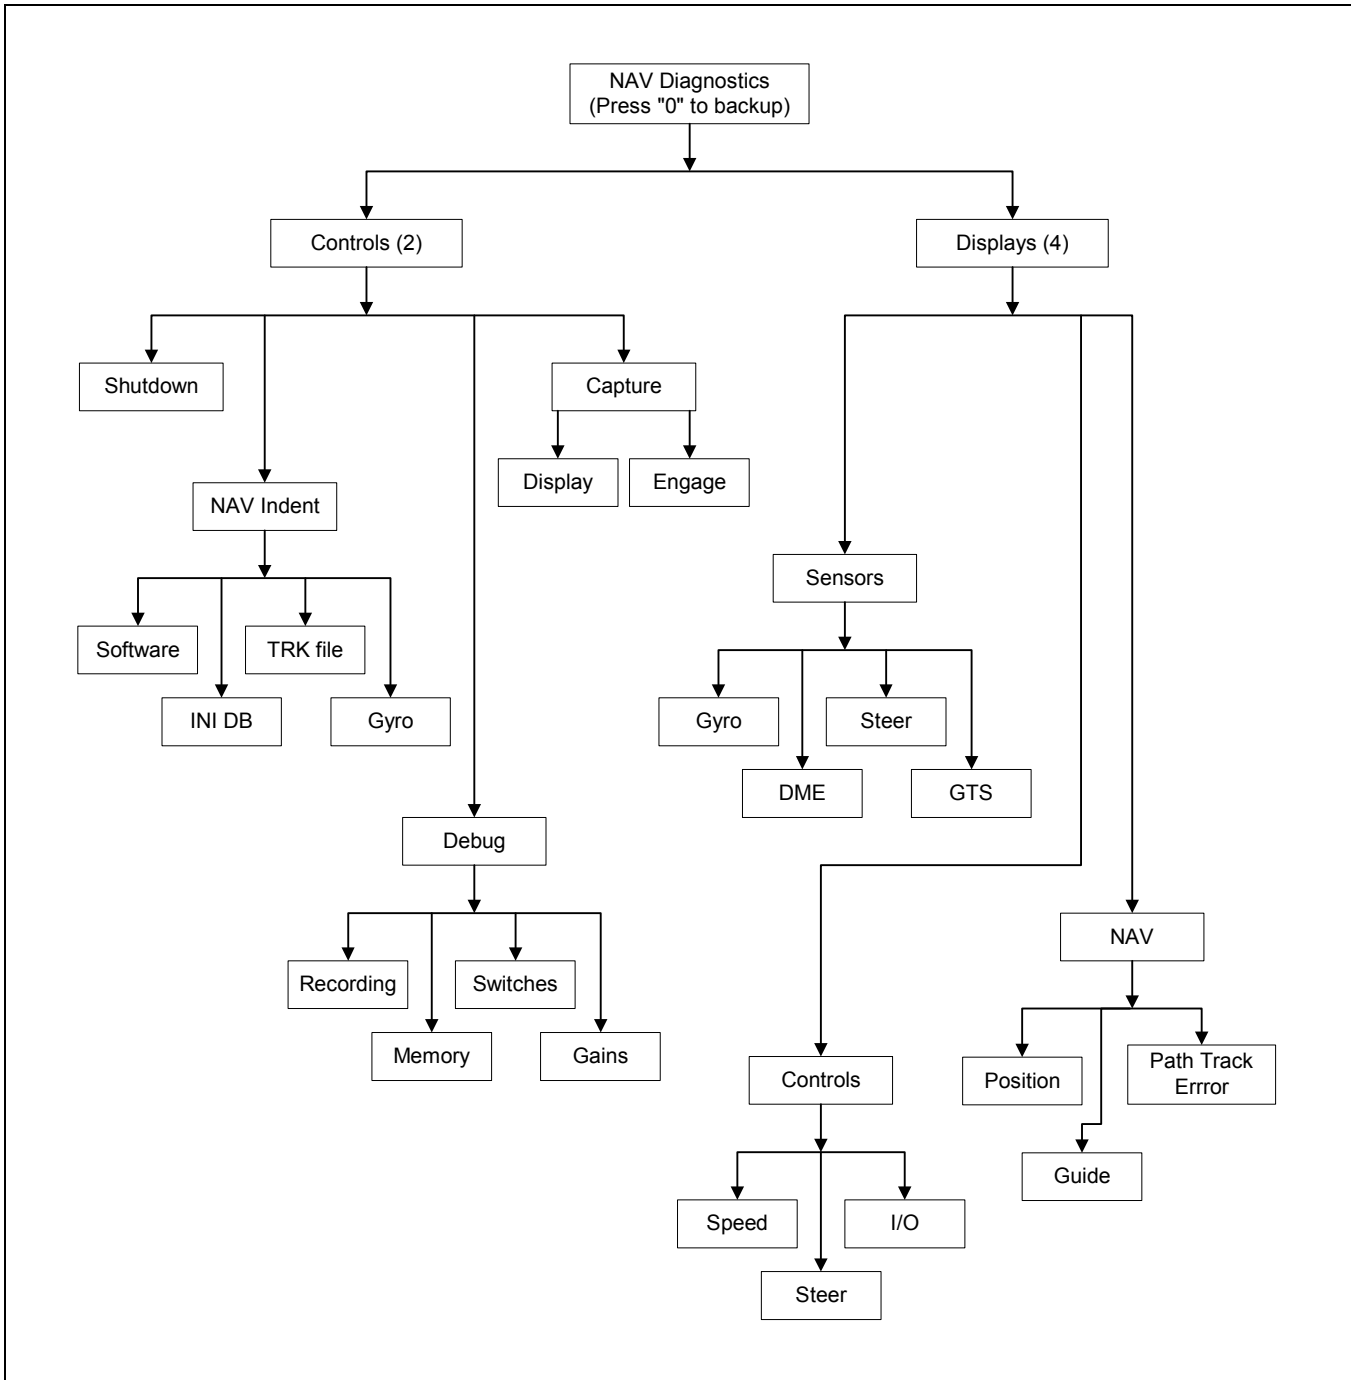 NAV Diagnostics
(Press "0" to backup)
Controls (2)
Displays (4)
Shutdown
Capture
Display
Engage
NAV Indent
Sensors
Software
TRK file
INI DB
Gyro
Gyro
Steer
DME
GTS
Debug
NAV
Recording
Switches
Memory
Gains
Controls
Position
Path Track
Errror
Guide
Speed
I/O
Steer